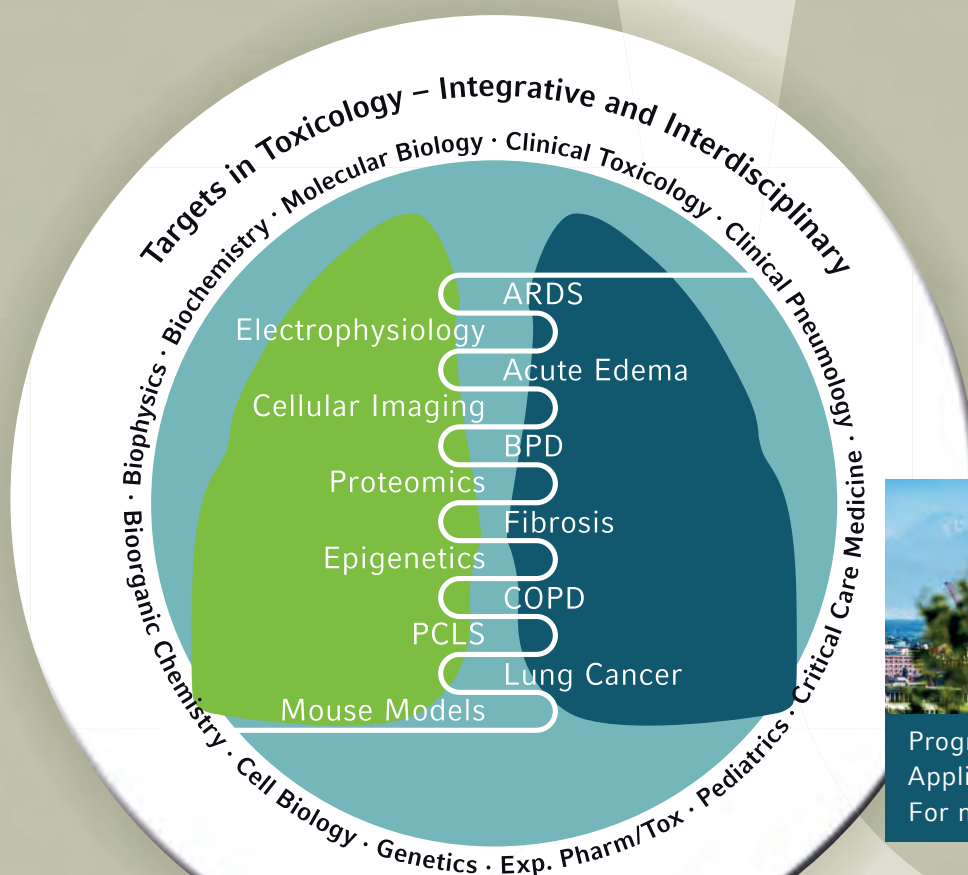 Targets in Toxicology – Integrative and Interdisciplinary
Bioorganic Chemistry · Biophysics · Biochemistry · Molecular Biology · Clinical Toxicology · Clinical Pneumology · Critical Care Medicine · Pediatrics · Exp. Pharm/Tox · Genetics · Cell Biology ·
ARDS
Electrophysiology
Acute Edema
Cellular Imaging
BPD
Proteomics
Fibrosis
Epigenetics
COPD
PCLS
Lung Cancer
Mouse Models
For